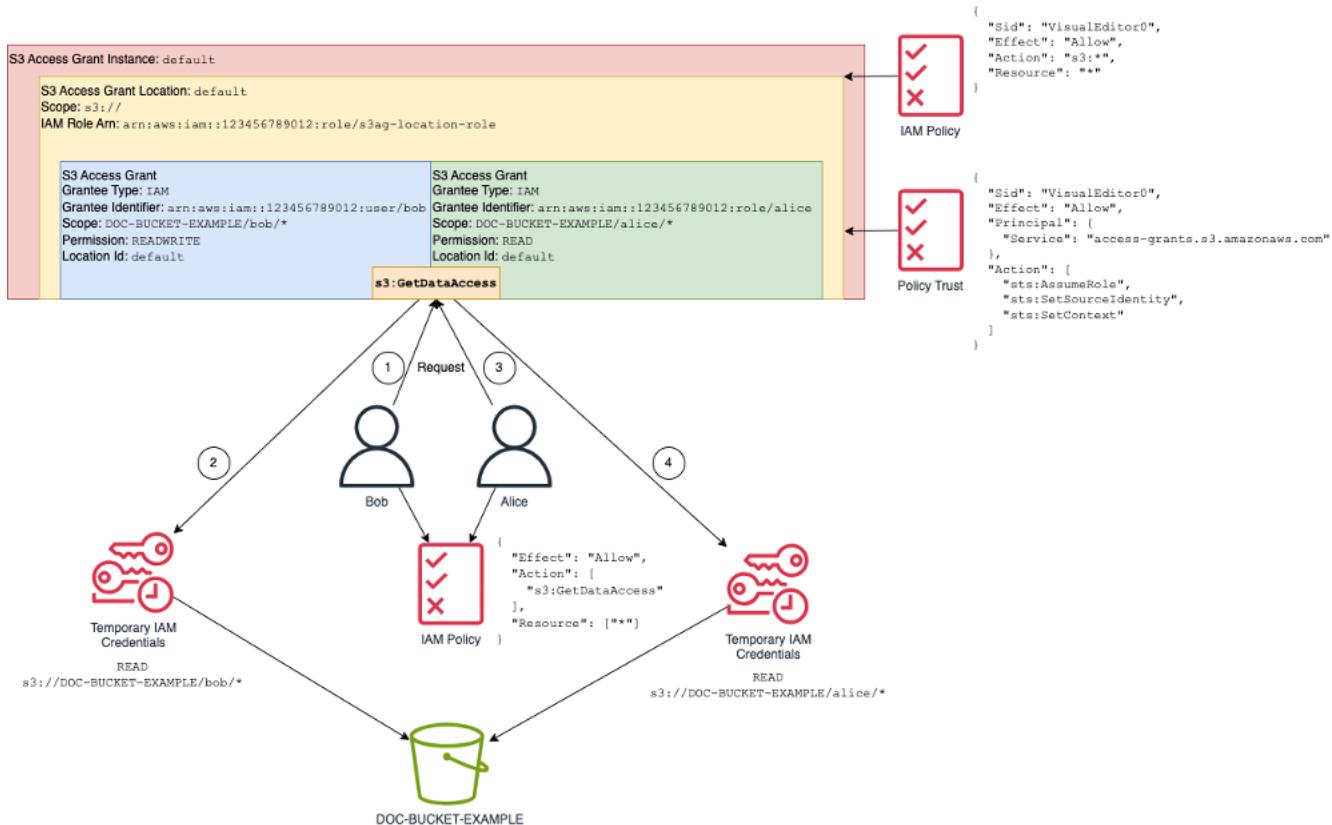 S3 Access Grant Instance: default
S3 Access Grant Location: default
Scope: s3://
IAM Role Arn: arn:aws:iam::123456789012:role/s3ag-location-role
S3 Access Grant
Grantee Type: IAM
Grantee Identifier: arn:aws:iam::123456789012:user/bob
Scope: DOC-BUCKET-EXAMPLE/bob/*
Permission: READWRITE
Location Id: default
S3 Access Grant
Grantee Type: IAM
Grantee Identifier: arn:aws:iam::123456789012:role/alice
Scope: DOC-BUCKET-EXAMPLE/alice/*
Permission: READ
Location Id: default
s3:GetDataAccess
{
"Sid": "VisualEditor0",
"Effect": "Allow",
"Action": "s3:*",
"Resource": "*"
}
IAM Policy
{
"Sid": "VisualEditor0",
"Effect": "Allow",
"Principal": {
"Service": "access-grants.s3.amazonaws.com"
},
"Action": [
"sts:AssumeRole",
"sts:SetSourceIdentity",
"sts:SetContext"
]
}
Policy Trust
1
Request
3
2
4
Bob
Alice
{
"Effect": "Allow",
"Action": [
"s3:GetDataAccess"
],
"Resource": ["*"]
}
IAM Policy
Temporary IAM
Credentials
READ
s3://DOC-BUCKET-EXAMPLE/bob/*
Temporary IAM
Credentials
READ
s3://DOC-BUCKET-EXAMPLE/alice/*
DOC-BUCKET-EXAMPLE